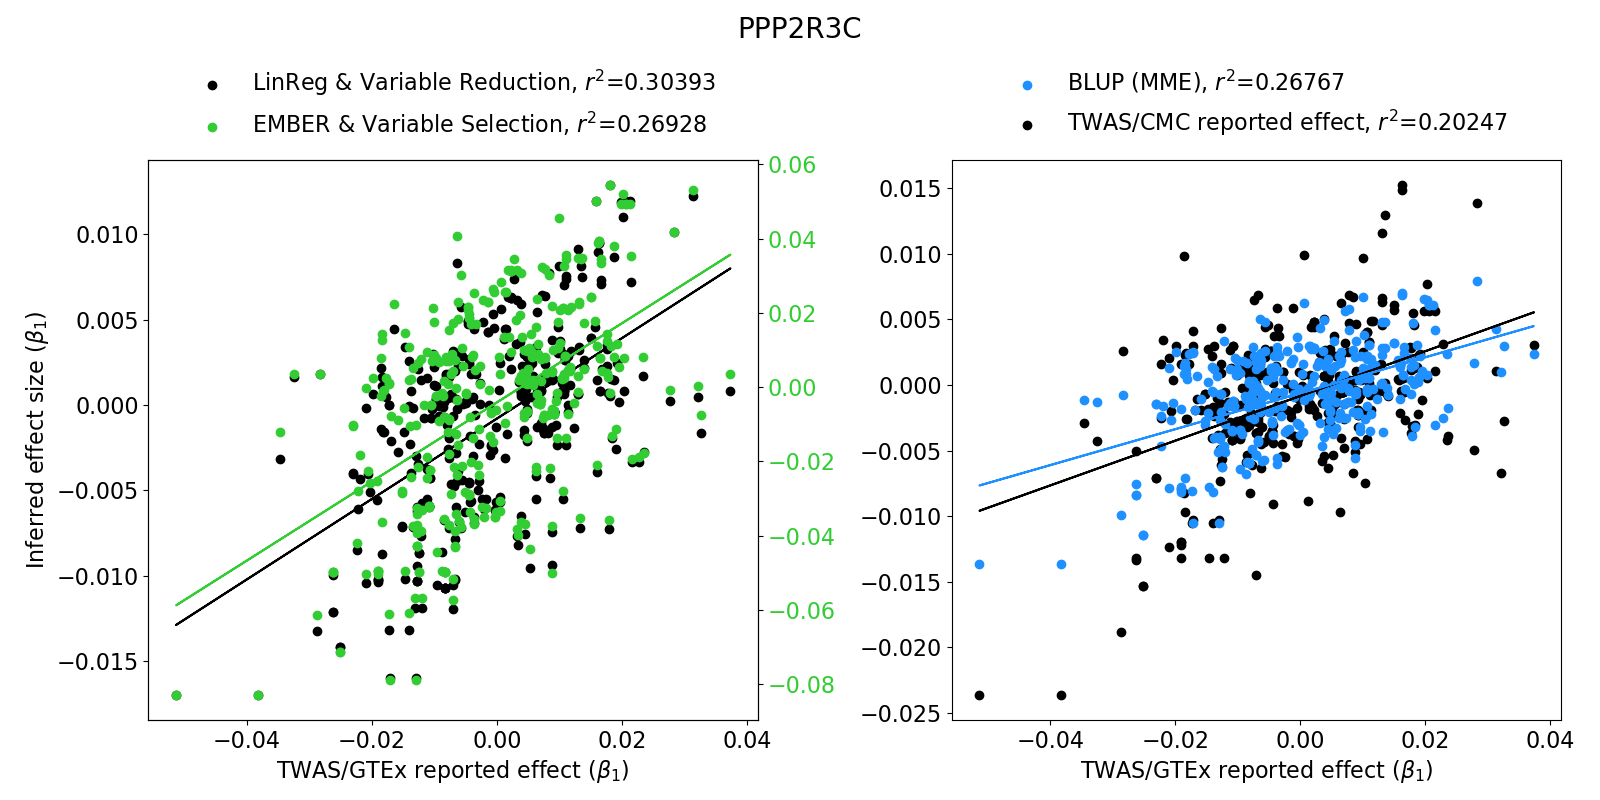 PPP2R3C
LinReg & Variable Reduction, r²=0.30393
EMBER & Variable Selection, r²=0.26928
BLUP (MME), r²=0.26767
TWAS/CMC reported effect, r²=0.20247
Inferred effect size (β₁)
0.010
0.005
0.000
−0.005
−0.010
−0.015
0.06
0.04
0.02
0.00
−0.02
−0.04
−0.06
−0.08
−0.04 −0.02 0.00 0.02 0.04
TWAS/GTEx reported effect (β₁)
0.015
0.010
0.005
0.000
−0.005
−0.010
−0.015
−0.020
−0.025
−0.04 −0.02 0.00 0.02 0.04
TWAS/GTEx reported effect (β₁)